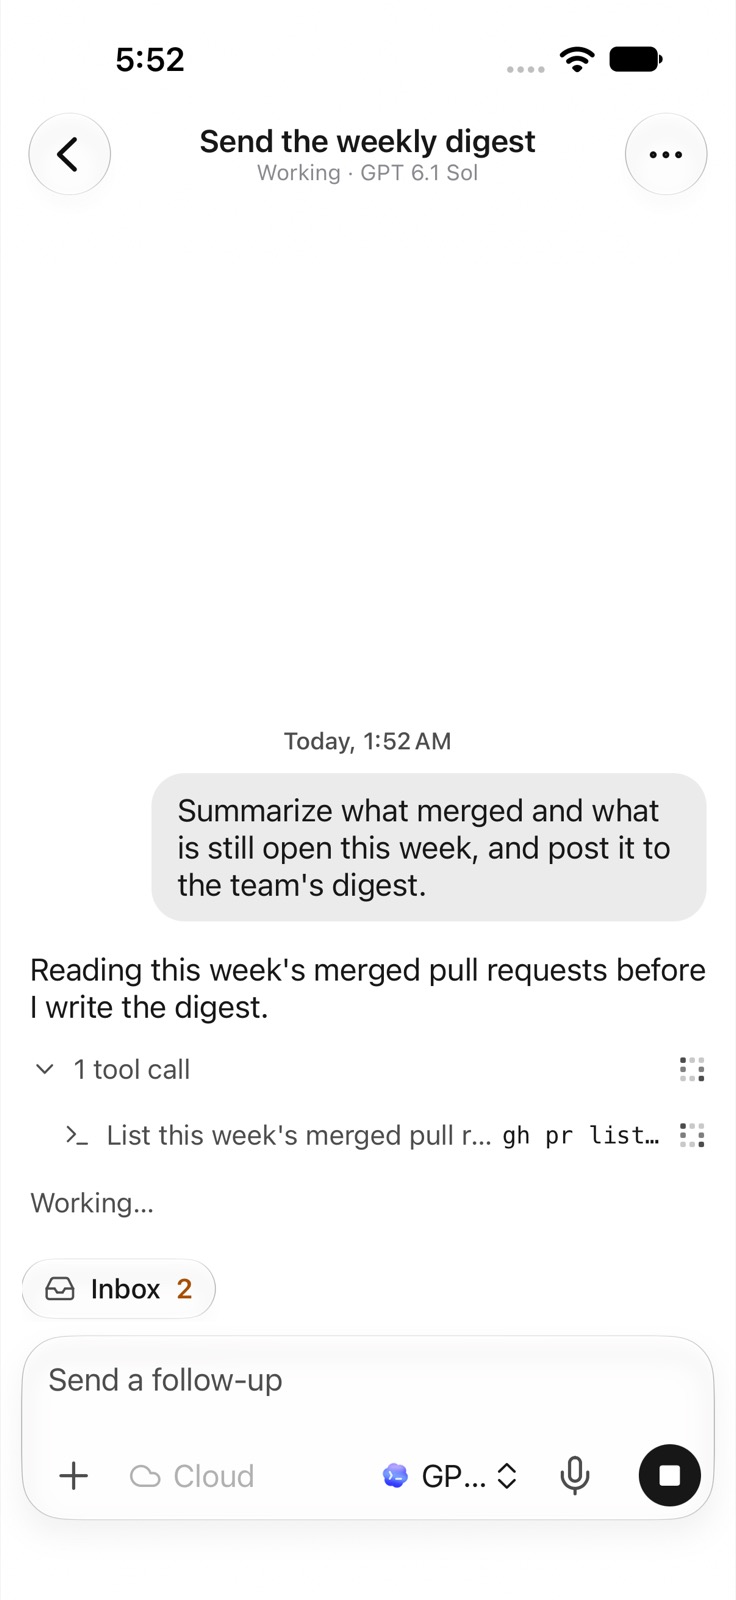 5:52
Send the weekly digest
Working · GPT 6.1 Sol
Today, 1:52 AM
Summarize what merged and what
is still open this week, and post it to
the team's digest.
Reading this week's merged pull requests before
I write the digest.
1 tool call
List this week's merged pull r... gh pr list…
Working...
Inbox 2
Send a follow-up
Cloud
GP...